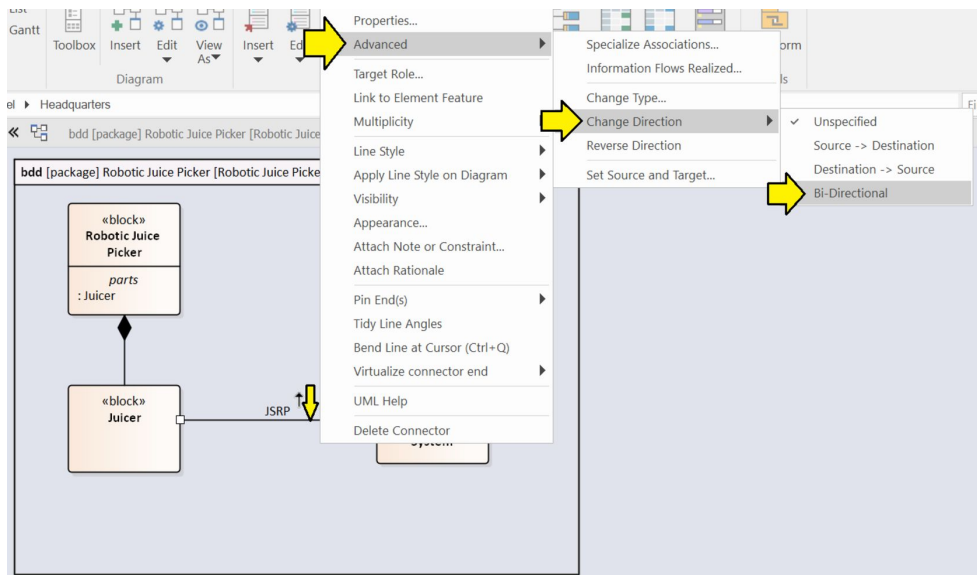 Gantt
Toolbox
Insert
Edit
View
As
Insert
Diagram
Headquarters
bdd [package] Robotic Juice Picker [Robotic Juice
bdd [package] Robotic Juice Picker [Robotic Juice Picke
«block»
Robotic Juice
Picker
parts
: Juicer
«block»
Juicer
JSRP
System
Properties...
Advanced
Target Role...
Link to Element Feature
Multiplicity
Line Style
Apply Line Style on Diagram
Visibility
Appearance...
Attach Note or Constraint...
Attach Rationale
Pin End(s)
Tidy Line Angles
Bend Line at Cursor (Ctrl+Q)
Virtualize connector end
UML Help
Delete Connector
Specialize Associations...
Information Flows Realized...
Change Type...
Change Direction
Reverse Direction
Set Source and Target...
Unspecified
Source -> Destination
Destination -> Source
Bi-Directional